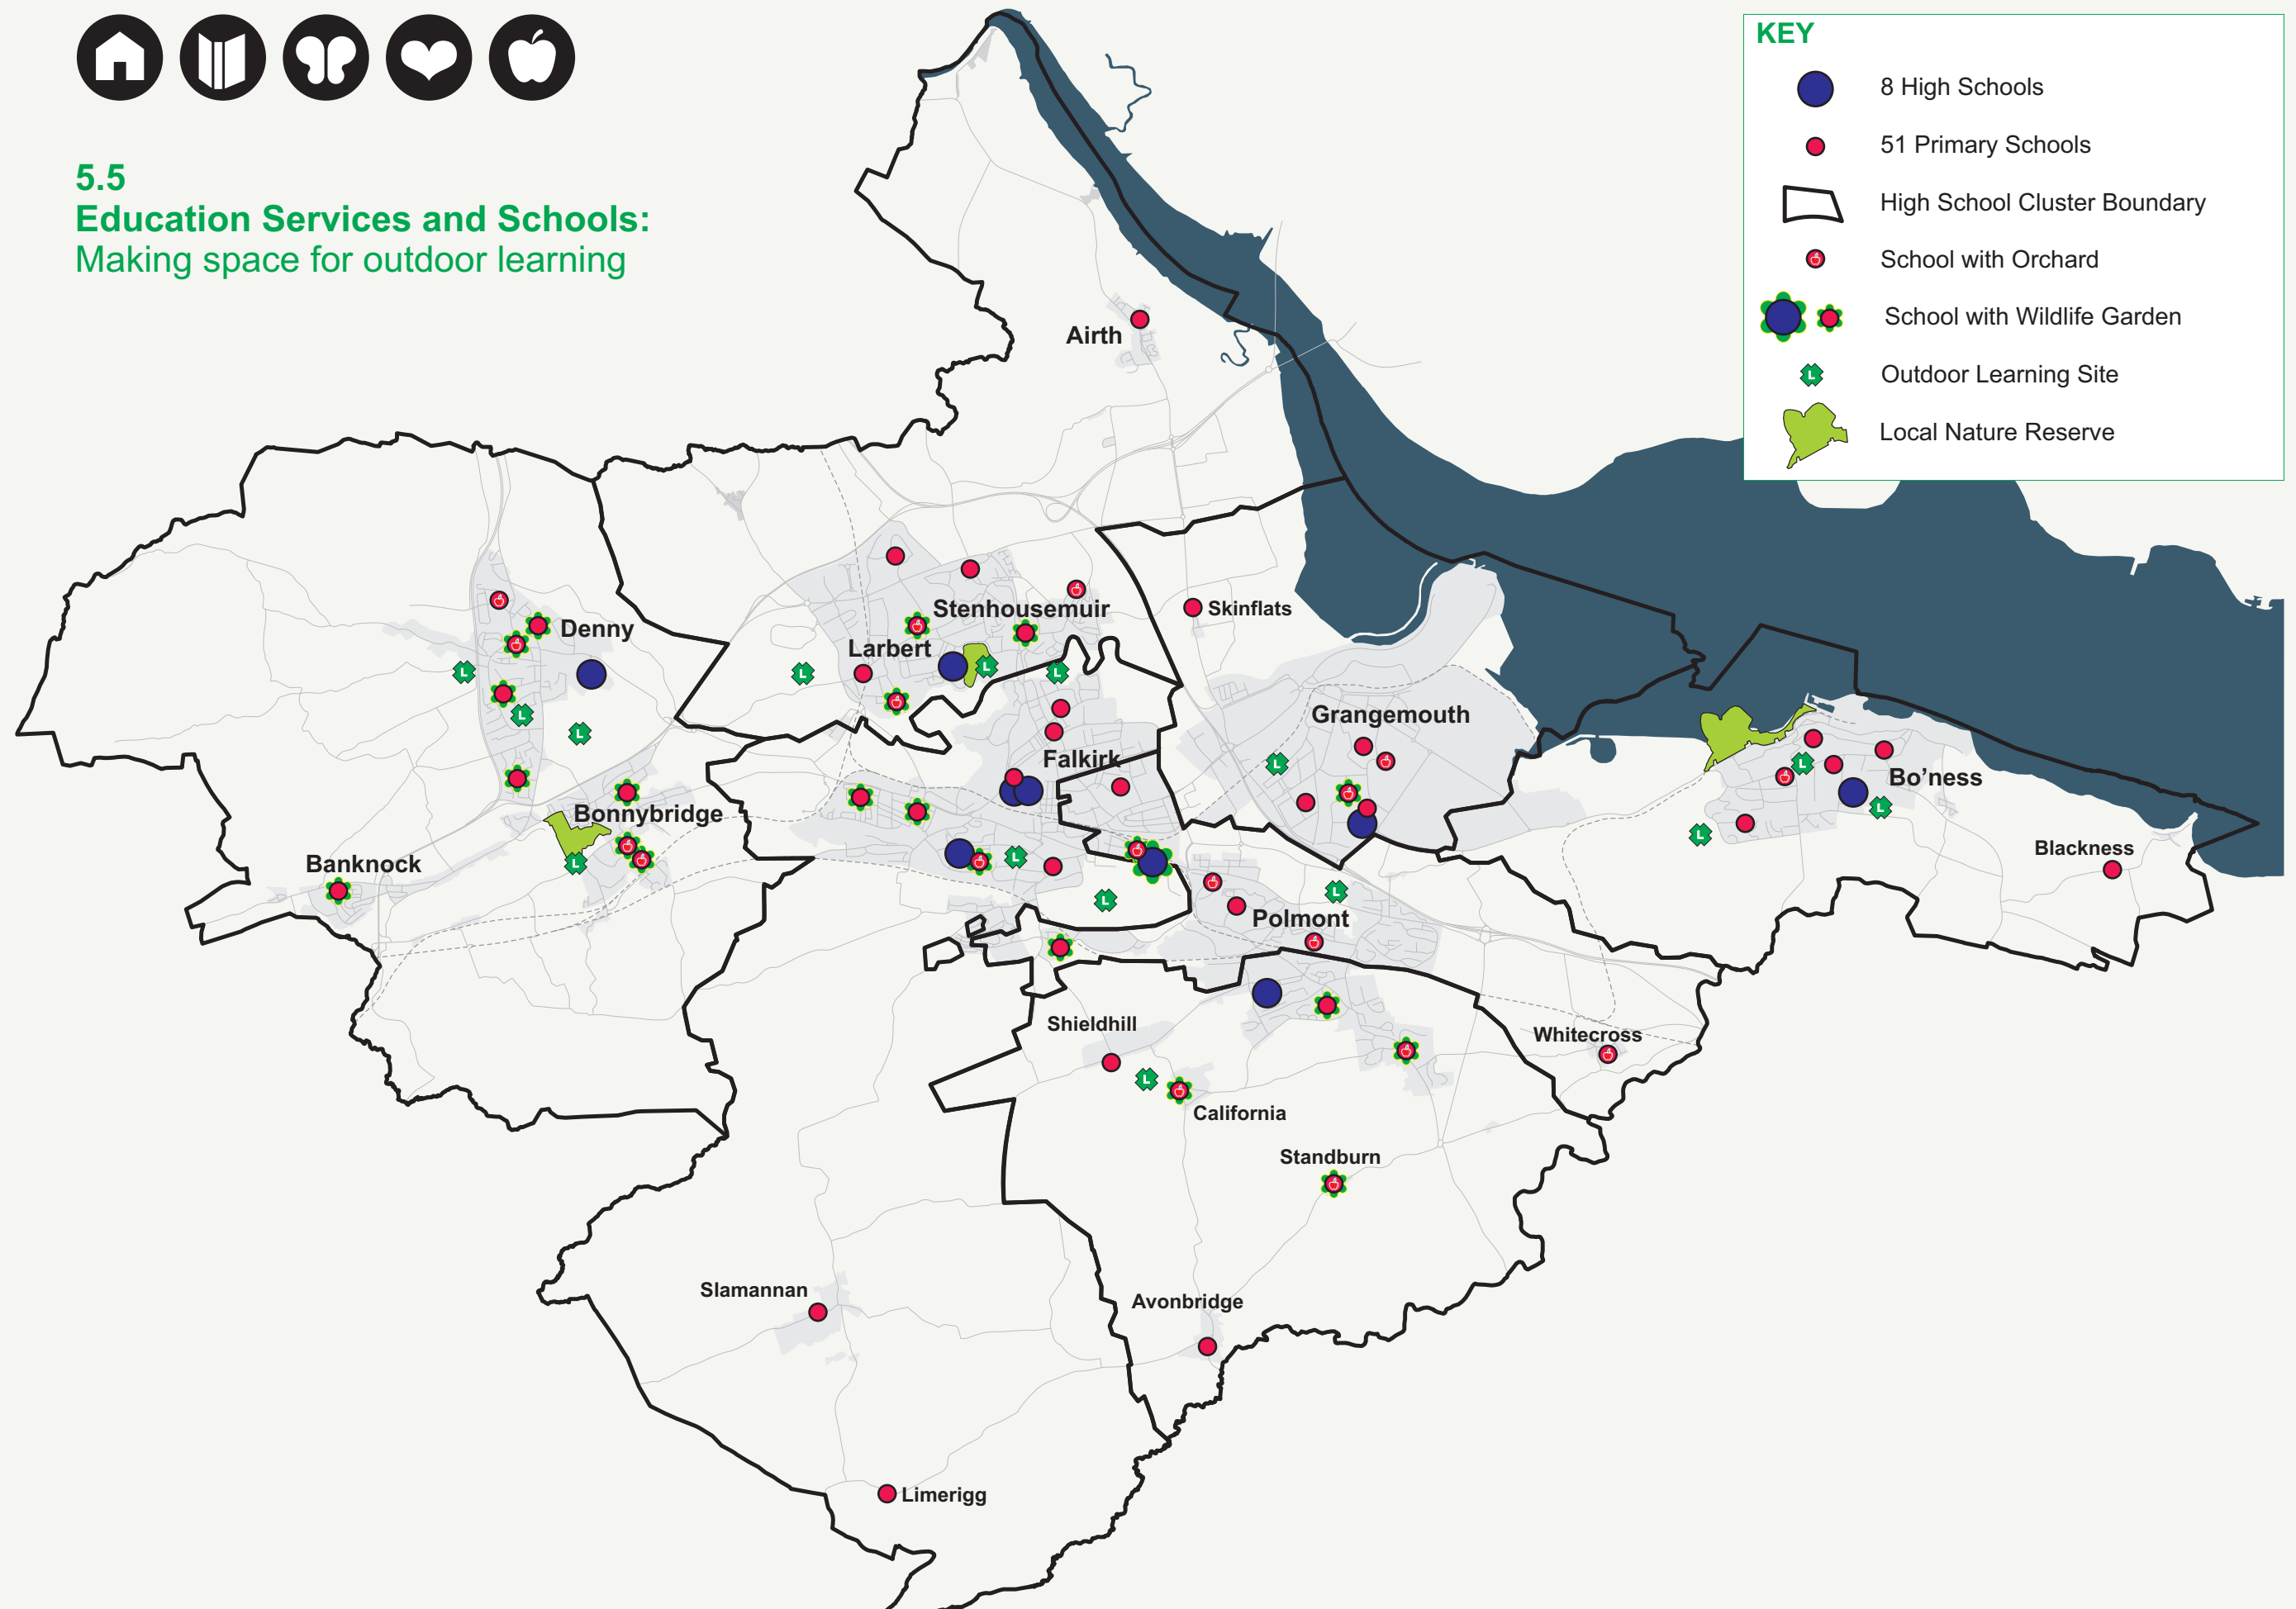 5.5
Education Services and Schools:
Making space for outdoor learning
KEY
8 High Schools
51 Primary Schools
High School Cluster Boundary
School with Orchard
School with Wildlife Garden
L
Outdoor Learning Site
Local Nature Reserve
Airth
Stenhousemuir
Skinflats
Denny
Larbert
L
L
L
L
Grangemouth
L
L
Falkirk
L
L
Bo’ness
L
Bonnybridge
L
Banknock
L
L
Blackness
L
L
Polmont
Shieldhill
Whitecross
L
California
Standburn
Slamannan
Avonbridge
Limerigg